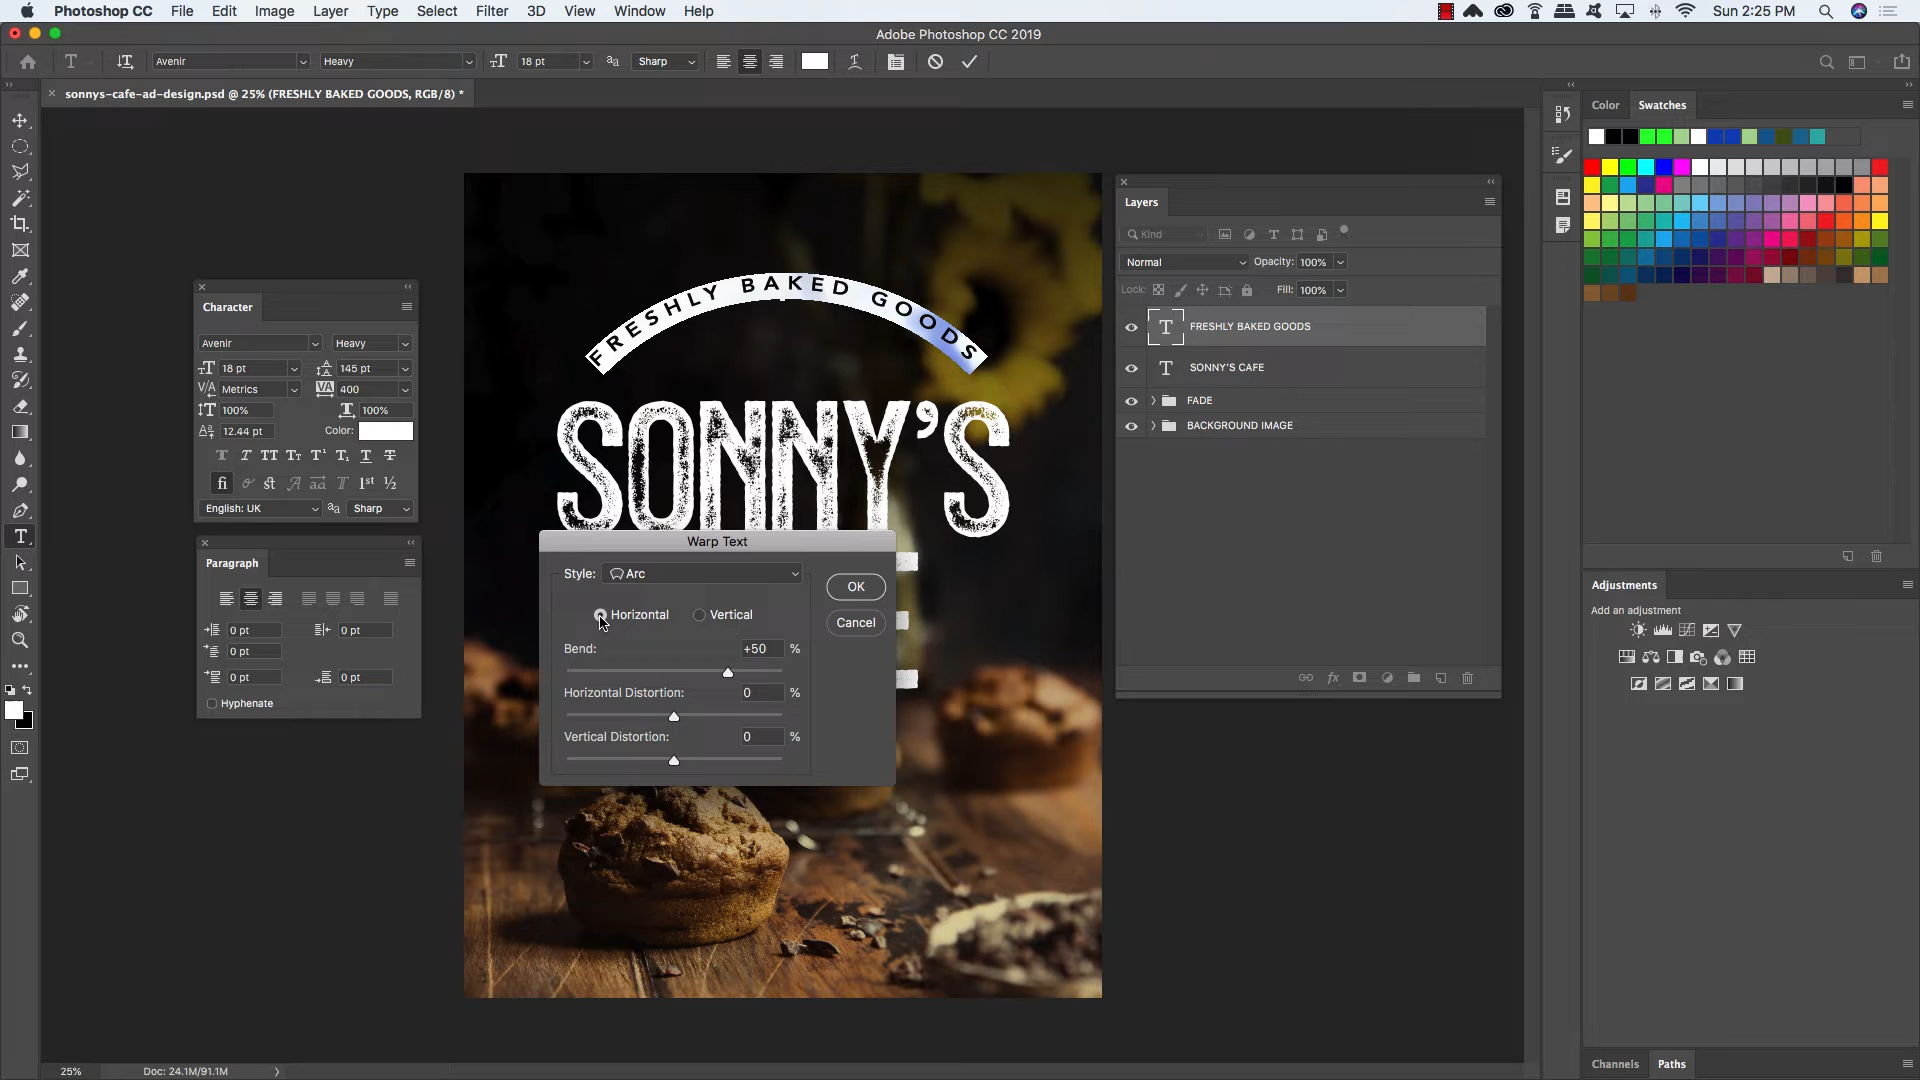 Photoshop CC File Edit Image Layer Type Select Filter 3D View Window Help Sun 2:25 PM
Adobe Photoshop CC 2019
T Avenir Heavy 18 pt Sharp
sonnys-cafe-ad-design.psd @ 25% (FRESHLY BAKED GOODS, RGB/8) *
Color Swatches
Layers
Kind
Normal Opacity: 100%
Lock: Fill: 100%
T FRESHLY BAKED GOODS
T SONNY'S CAFE
FADE
BACKGROUND IMAGE
Character
Avenir Heavy
18 pt 145 pt
Metrics 400
100% 100%
12.44 pt Color:
English: UK Sharp
Paragraph
0 pt 0 pt
0 pt
0 pt 0 pt
Hyphenate
FRESHLY BAKED GOODS
SONNY'S
Warp Text
Style: Arc OK
Horizontal Vertical Cancel
Bend: +50 %
Horizontal Distortion: 0 %
Vertical Distortion: 0 %
Adjustments
Add an adjustment
Channels Paths
25% Doc: 24.1M/91.1M